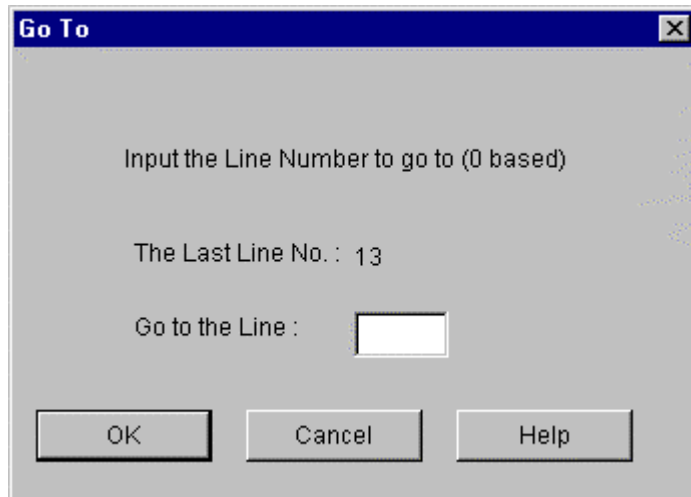 Go To
Input the Line Number to go to (0 based)
The Last Line No. : 13
Go to the Line :
OK Cancel Help